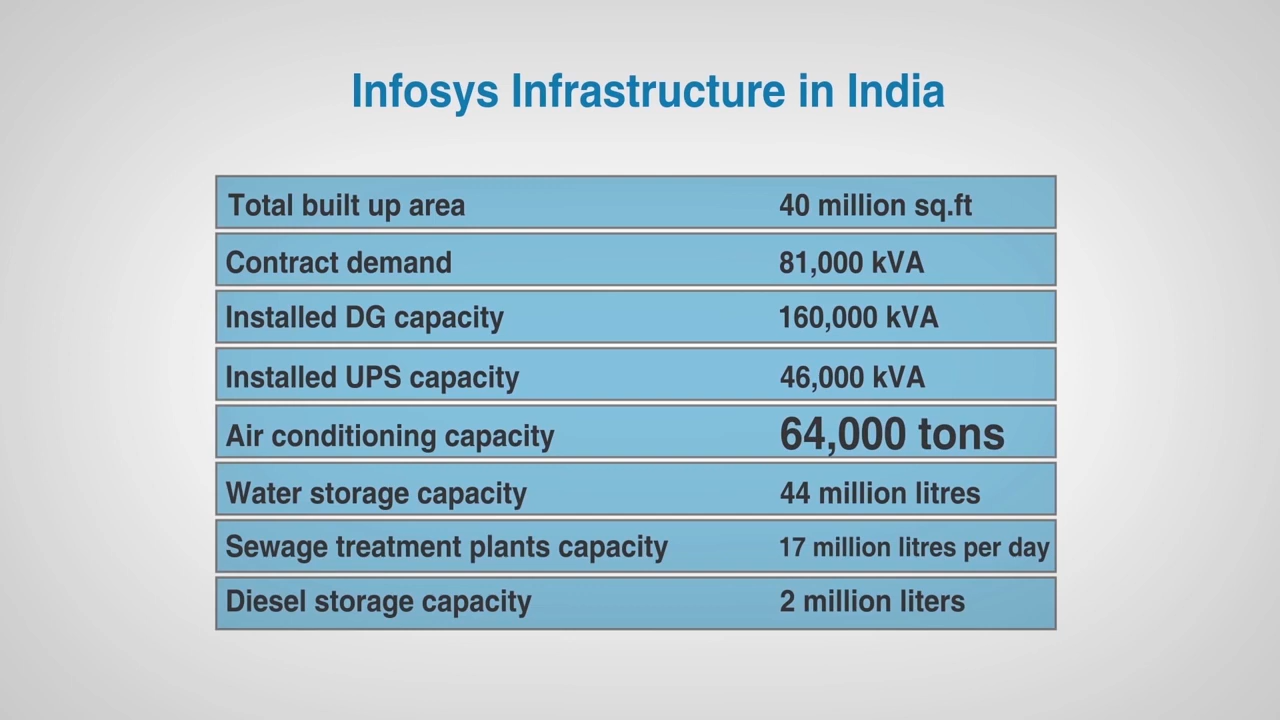 Infosys Infrastructure in India
Total built up area 40 million sq.ft
Contract demand 81,000 kVA
Installed DG capacity 160,000 kVA
Installed UPS capacity 46,000 kVA
Air conditioning capacity 64,000 tons
Water storage capacity 44 million litres
Sewage treatment plants capacity 17 million litres per day
Diesel storage capacity 2 million liters